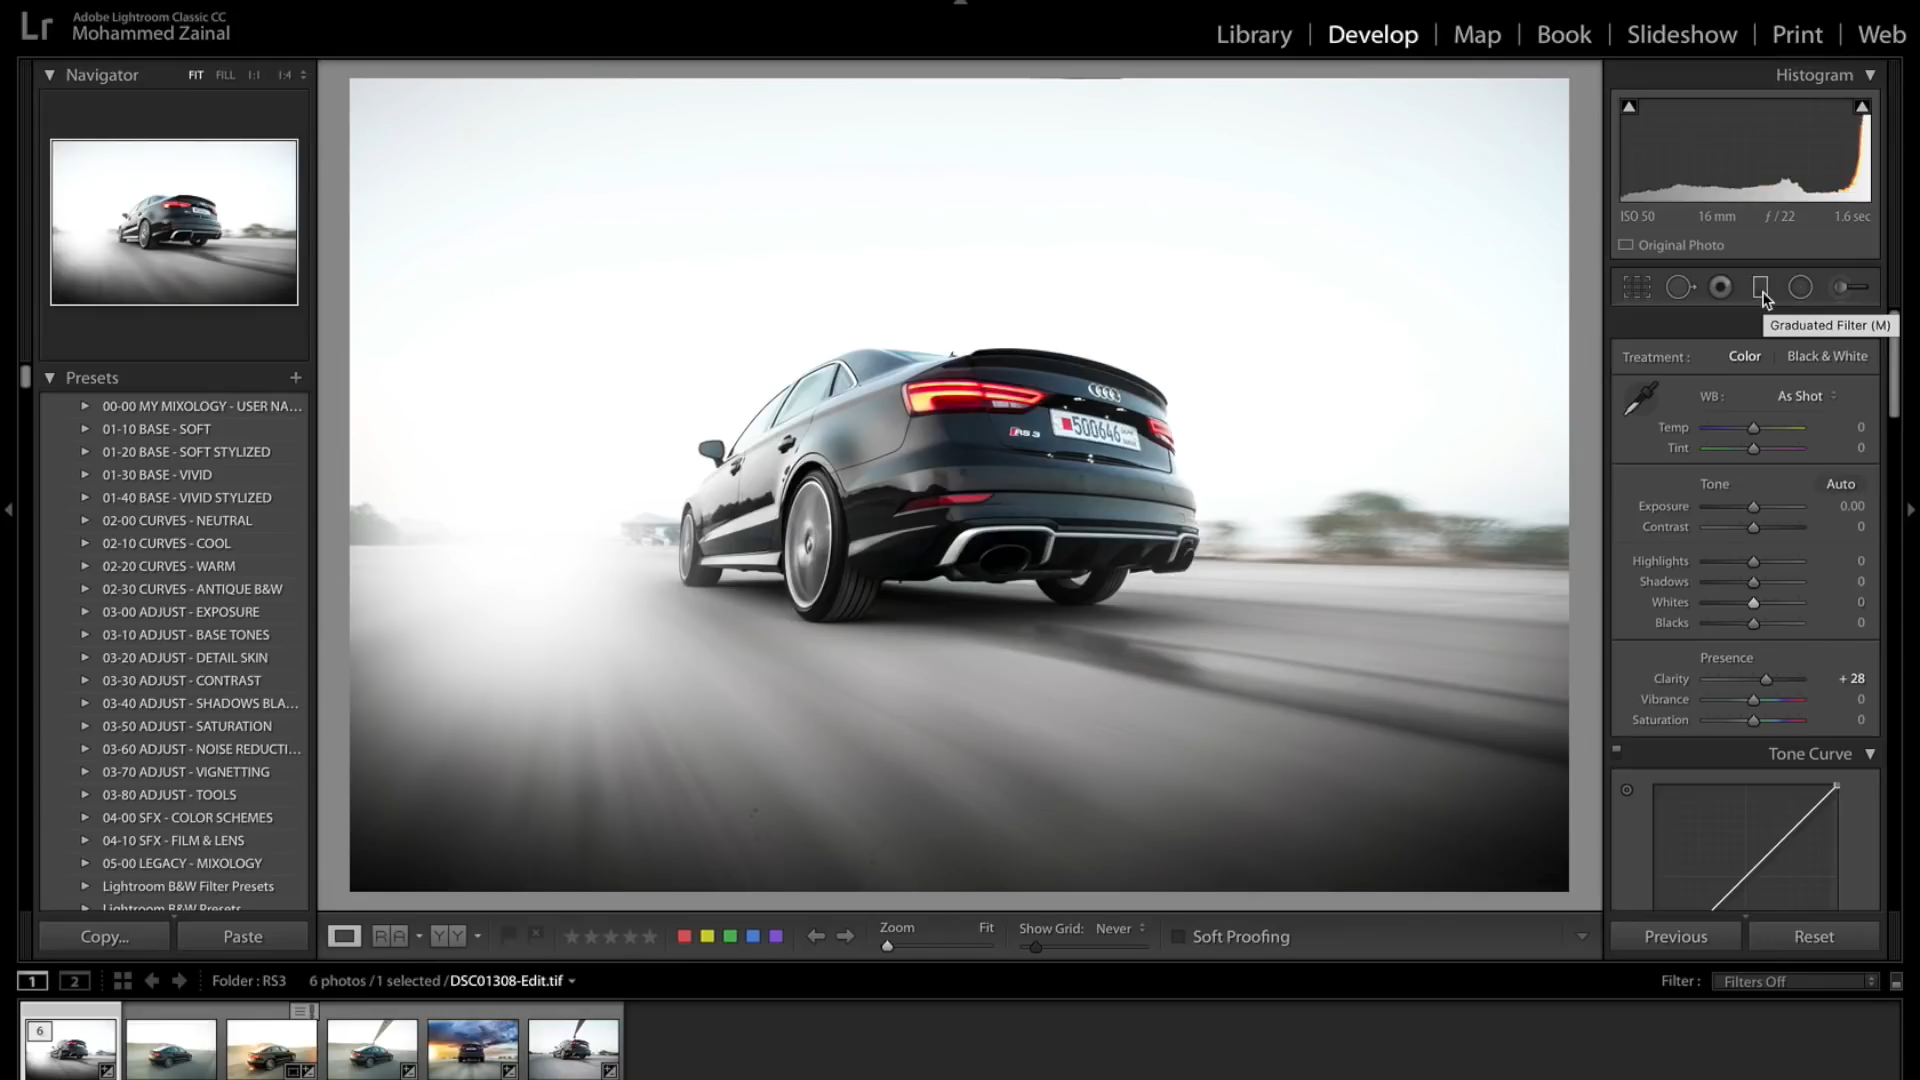 Lr
Adobe Lightroom Classic CC
Mohammed Zainal
Library | Develop | Map | Book | Slideshow | Print | Web
Navigator
FIT FILL 1:1 1:4
Histogram
ISO 50 16 mm ƒ / 22 1.6 sec
Original Photo
Graduated Filter (M)
Treatment : Color Black & White
WB : As Shot
Temp 0
Tint 0
Tone Auto
Exposure 0.00
Contrast 0
Highlights 0
Shadows 0
Whites 0
Blacks 0
Presence
Clarity + 28
Vibrance 0
Saturation 0
Tone Curve
Previous Reset
Presets +
00-00 MY MIXOLOGY - USER NA...
01-10 BASE - SOFT
01-20 BASE - SOFT STYLIZED
01-30 BASE - VIVID
01-40 BASE - VIVID STYLIZED
02-00 CURVES - NEUTRAL
02-10 CURVES - COOL
02-20 CURVES - WARM
02-30 CURVES - ANTIQUE B&W
03-00 ADJUST - EXPOSURE
03-10 ADJUST - BASE TONES
03-20 ADJUST - DETAIL SKIN
03-30 ADJUST - CONTRAST
03-40 ADJUST - SHADOWS BLA...
03-50 ADJUST - SATURATION
03-60 ADJUST - NOISE REDUCTI...
03-70 ADJUST - VIGNETTING
03-80 ADJUST - TOOLS
04-00 SFX - COLOR SCHEMES
04-10 SFX - FILM & LENS
05-00 LEGACY - MIXOLOGY
Lightroom B&W Filter Presets
Lightroom B&W Presets
Copy... Paste
RS 3
500646
R A Y Y
Zoom Fit
Show Grid: Never
Soft Proofing
1 2 Folder : RS3 6 photos / 1 selected / DSC01308-Edit.tif
Filter : Filters Off
6